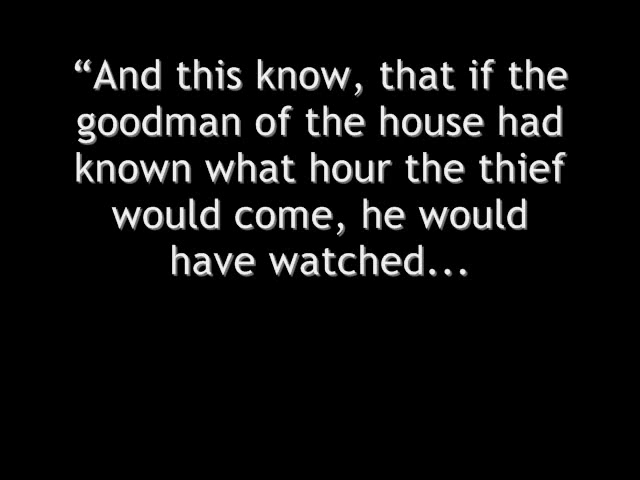 “And this know, that if the
goodman of the house had
known what hour the thief
would come, he would
have watched...